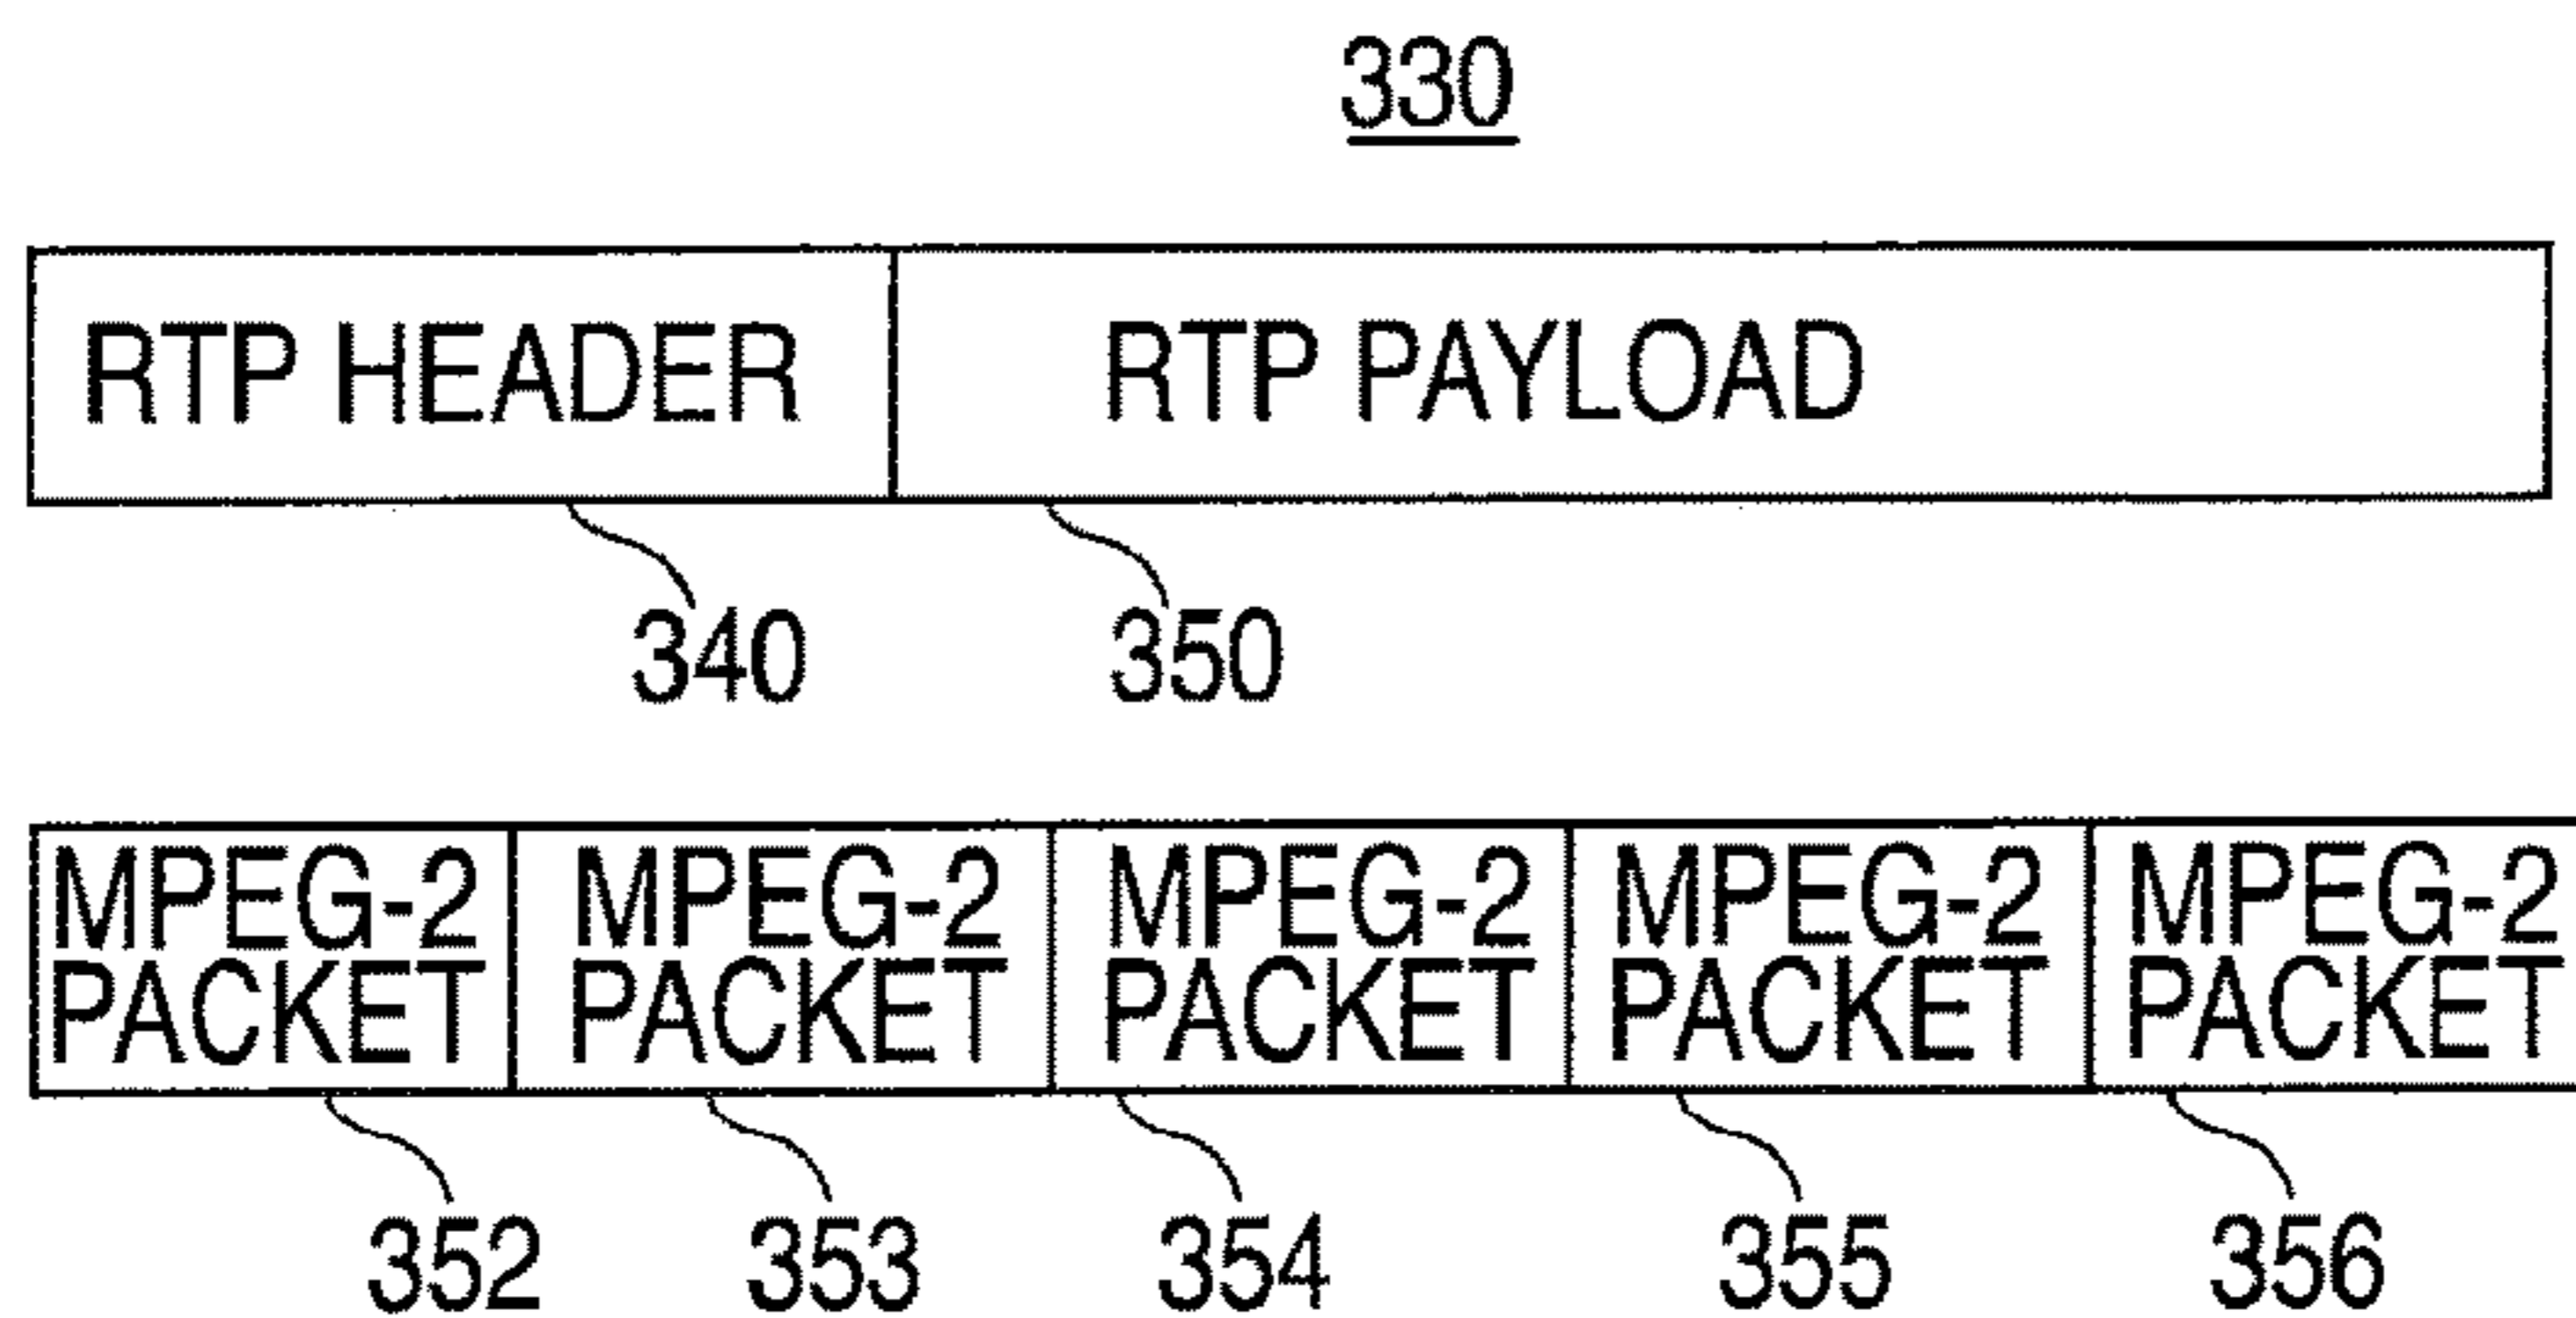 330
RTP HEADER RTP PAYLOAD
340 350
MPEG-2 MPEG-2 MPEG-2 MPEG-2 MPEG-2
PACKET PACKET PACKET PACKET PACKET
352 353 354 355 356